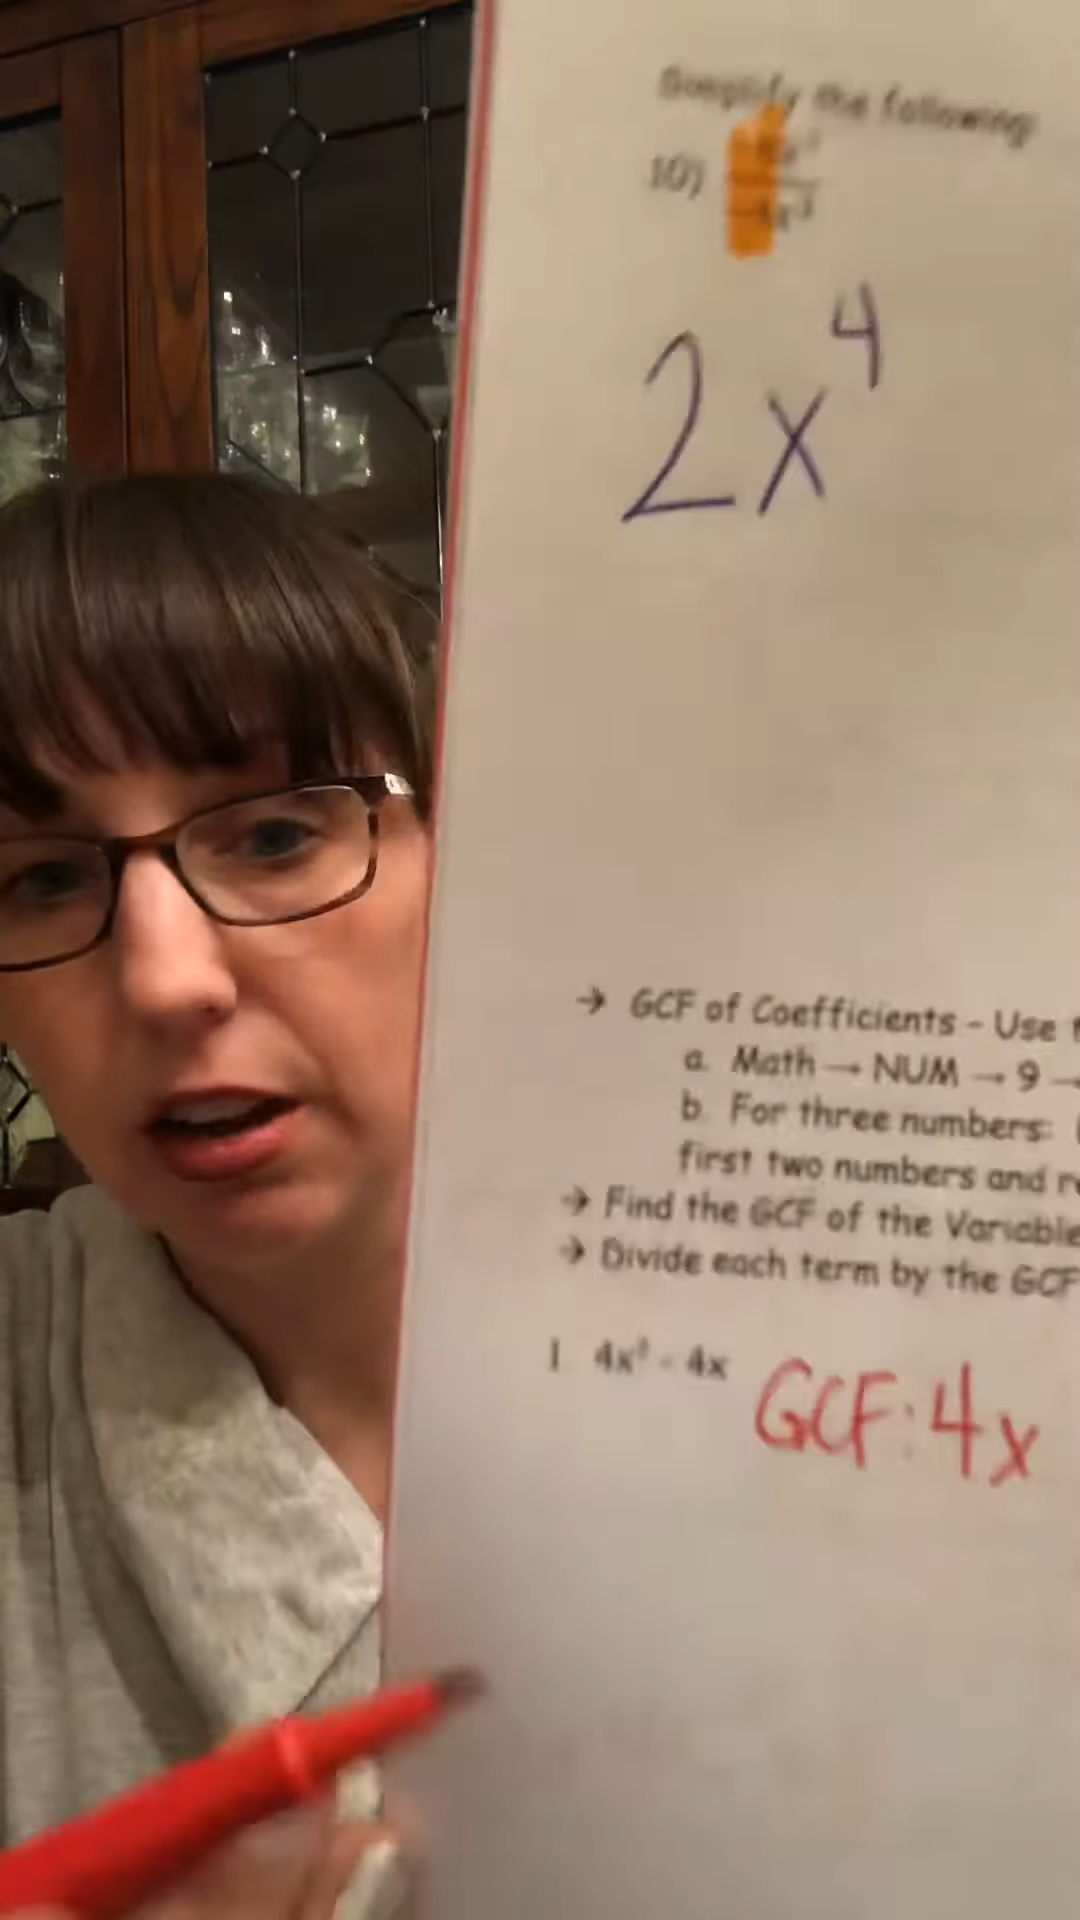 Simplify the following
10)
2x⁴
→ GCF of Coefficients - Use
a. Math → NUM → 9 →
b. For three numbers:
first two numbers and
→ Find the GCF of the Variable
→ Divide each term by the GCF
1. 4x² - 4x GCF: 4x